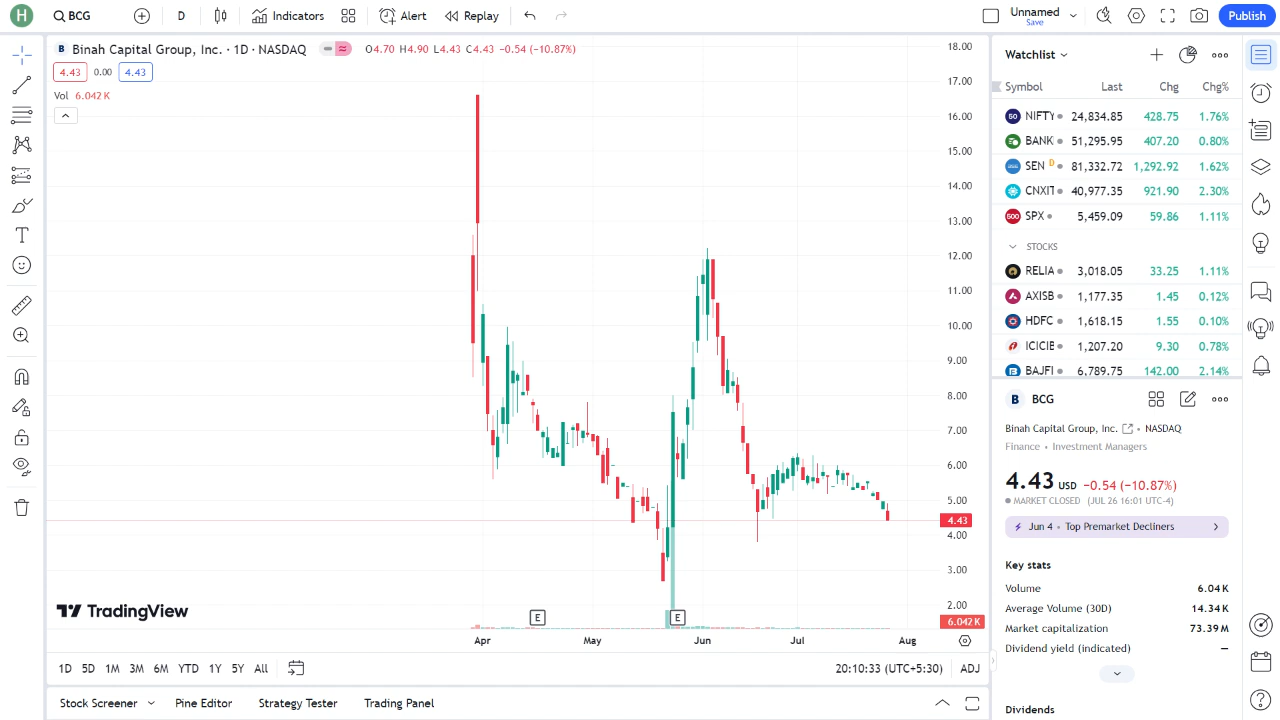 H
BCG
D
Indicators
Alert
Replay
Unnamed
Save
Publish
B Binah Capital Group, Inc. · 1D · NASDAQ
O4.70 H4.90 L4.43 C4.43 -0.54 (-10.87%)
4.43 0.00 4.43
Vol 6.042 K
18.00
17.00
16.00
15.00
14.00
13.00
12.00
11.00
10.00
9.00
8.00
7.00
6.00
5.00
4.43
4.00
3.00
2.00
6.042 K
E
E
TradingView
Apr May Jun Jul Aug
1D 5D 1M 3M 6M YTD 1Y 5Y All
20:10:33 (UTC+5:30) ADJ
Stock Screener Pine Editor Strategy Tester Trading Panel
Watchlist
Symbol Last Chg Chg%
50 NIFTY 24,834.85 428.75 1.76%
BANK 51,295.95 407.20 0.80%
SEN D 81,332.72 1,292.92 1.62%
CNXIT 40,977.35 921.90 2.30%
500 SPX 5,459.09 59.86 1.11%
STOCKS
RELIA 3,018.05 33.25 1.11%
AXISB 1,177.35 1.45 0.12%
HDFC 1,618.15 1.55 0.10%
ICICIB 1,207.20 9.30 0.78%
BAJFI 6,789.75 142.00 2.14%
B BCG
Binah Capital Group, Inc. • NASDAQ
Finance • Investment Managers
4.43 USD -0.54 (-10.87%)
MARKET CLOSED (JUL 26 16:01 UTC-4)
Jun 4 • Top Premarket Decliners
Key stats
Volume 6.04 K
Average Volume (30D) 14.34 K
Market capitalization 73.39 M
Dividend yield (indicated) —
Dividends